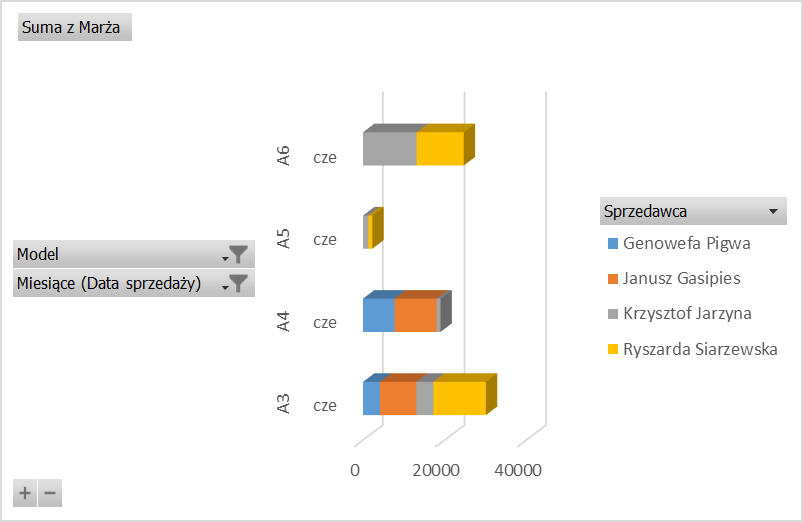 Suma z Marża
A6 cze
A5 cze
A4 cze
A3 cze
0 20000 40000
Model
Miesiące (Data sprzedaży)
Sprzedawca
Genowefa Pigwa
Janusz Gasipies
Krzysztof Jarzyna
Ryszarda Siarzewska
+ −